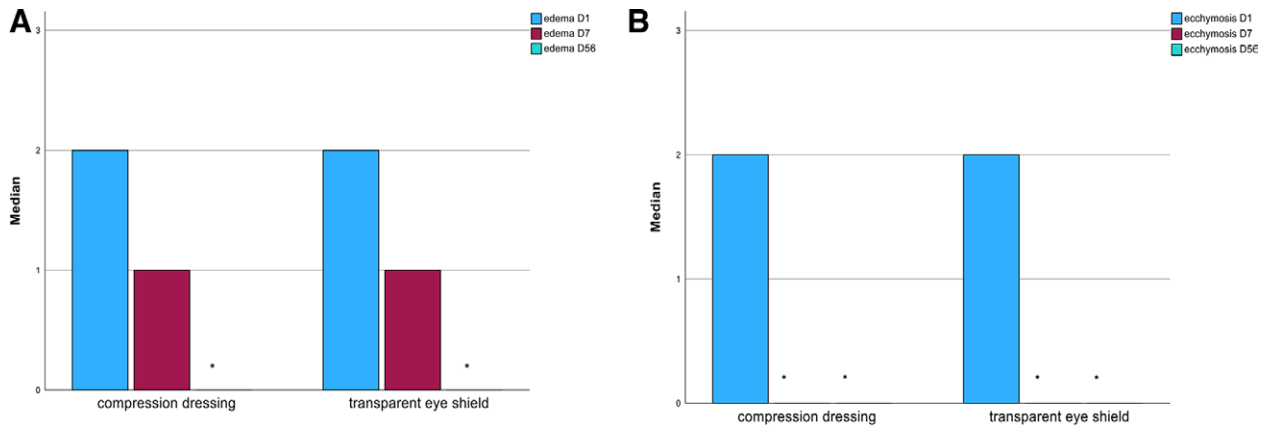 A
edema D1
edema D7
edema D56
3
2
1
0
Median
*
*
compression dressing
transparent eye shield
B
ecchymosis D1
ecchymosis D7
ecchymosis D56
3
2
1
0
Median
*
*
*
*
compression dressing
transparent eye shield